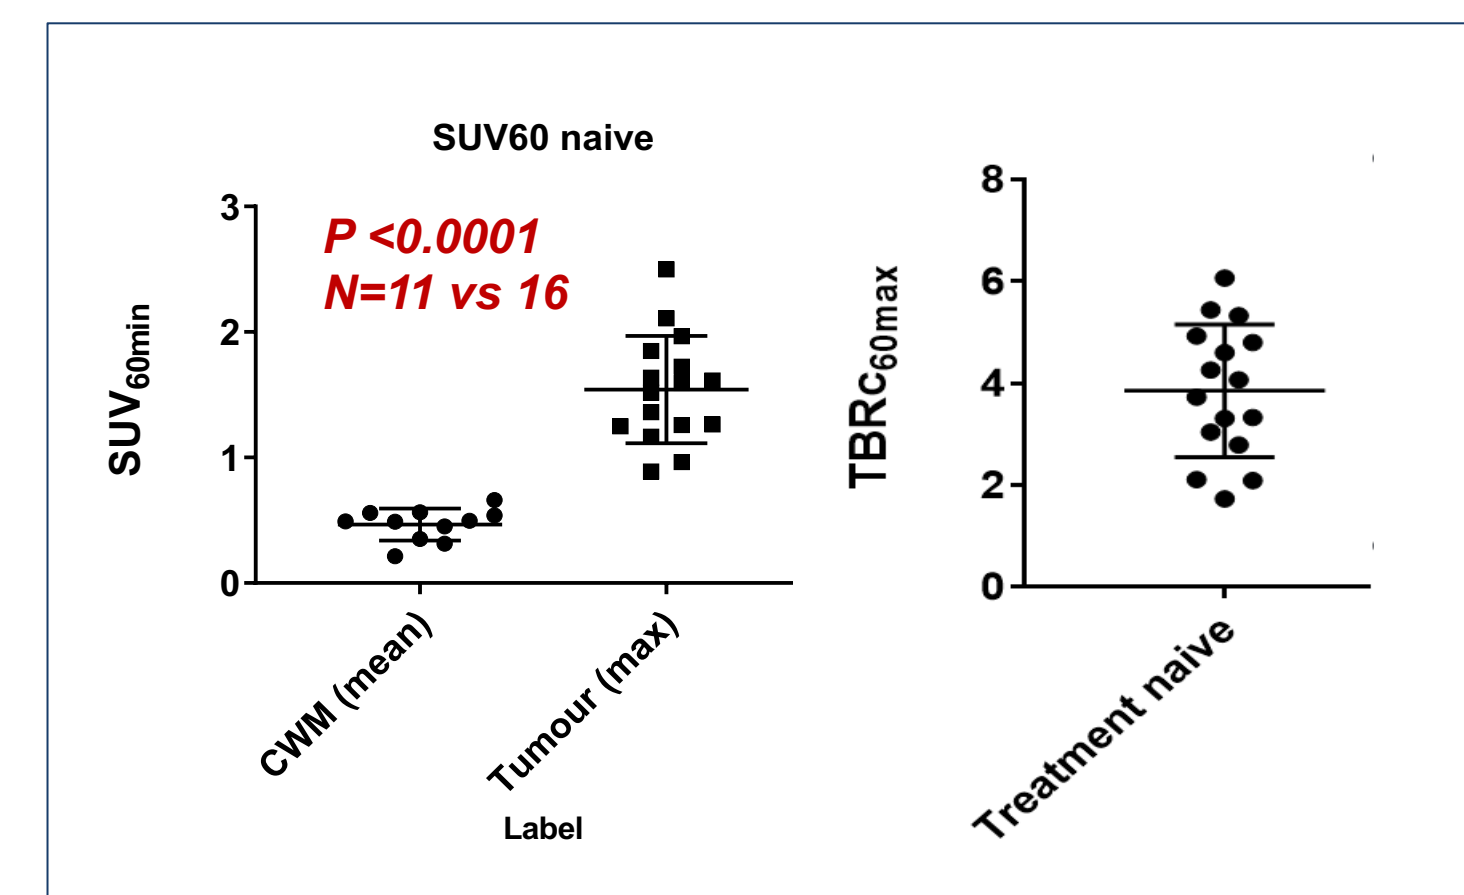 SUV60 naive
P <0.0001
N=11 vs 16
3
2
1
0
SUV60min
CWM (mean)
Tumour (max)
Label
8
6
4
2
0
TBRc60max
Treatment naive